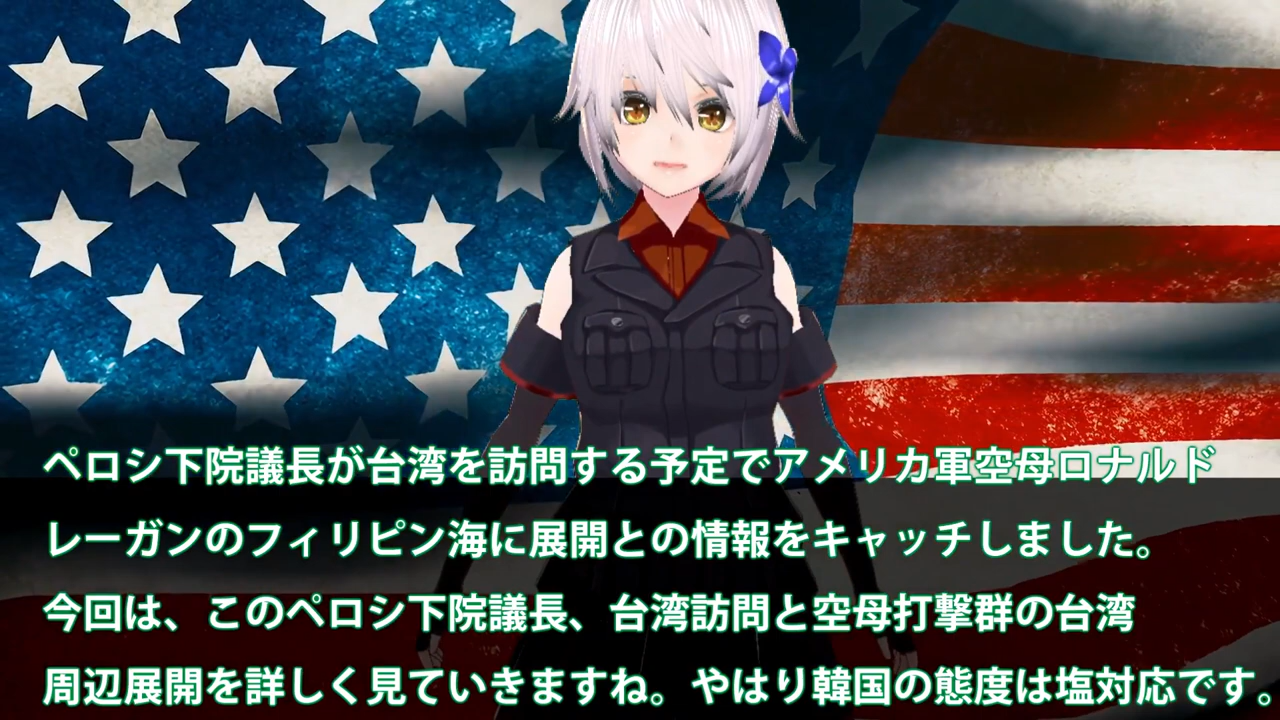 ペロシ下院議長が台湾を訪問する予定でアメリカ軍空母ロナルド
レーガンのフィリピン海に展開との情報をキャッチしました。
今回は、このペロシ下院議長、台湾訪問と空母打撃群の台湾
周辺展開を詳しく見ていきますね。やはり韓国の態度は塩対応です。